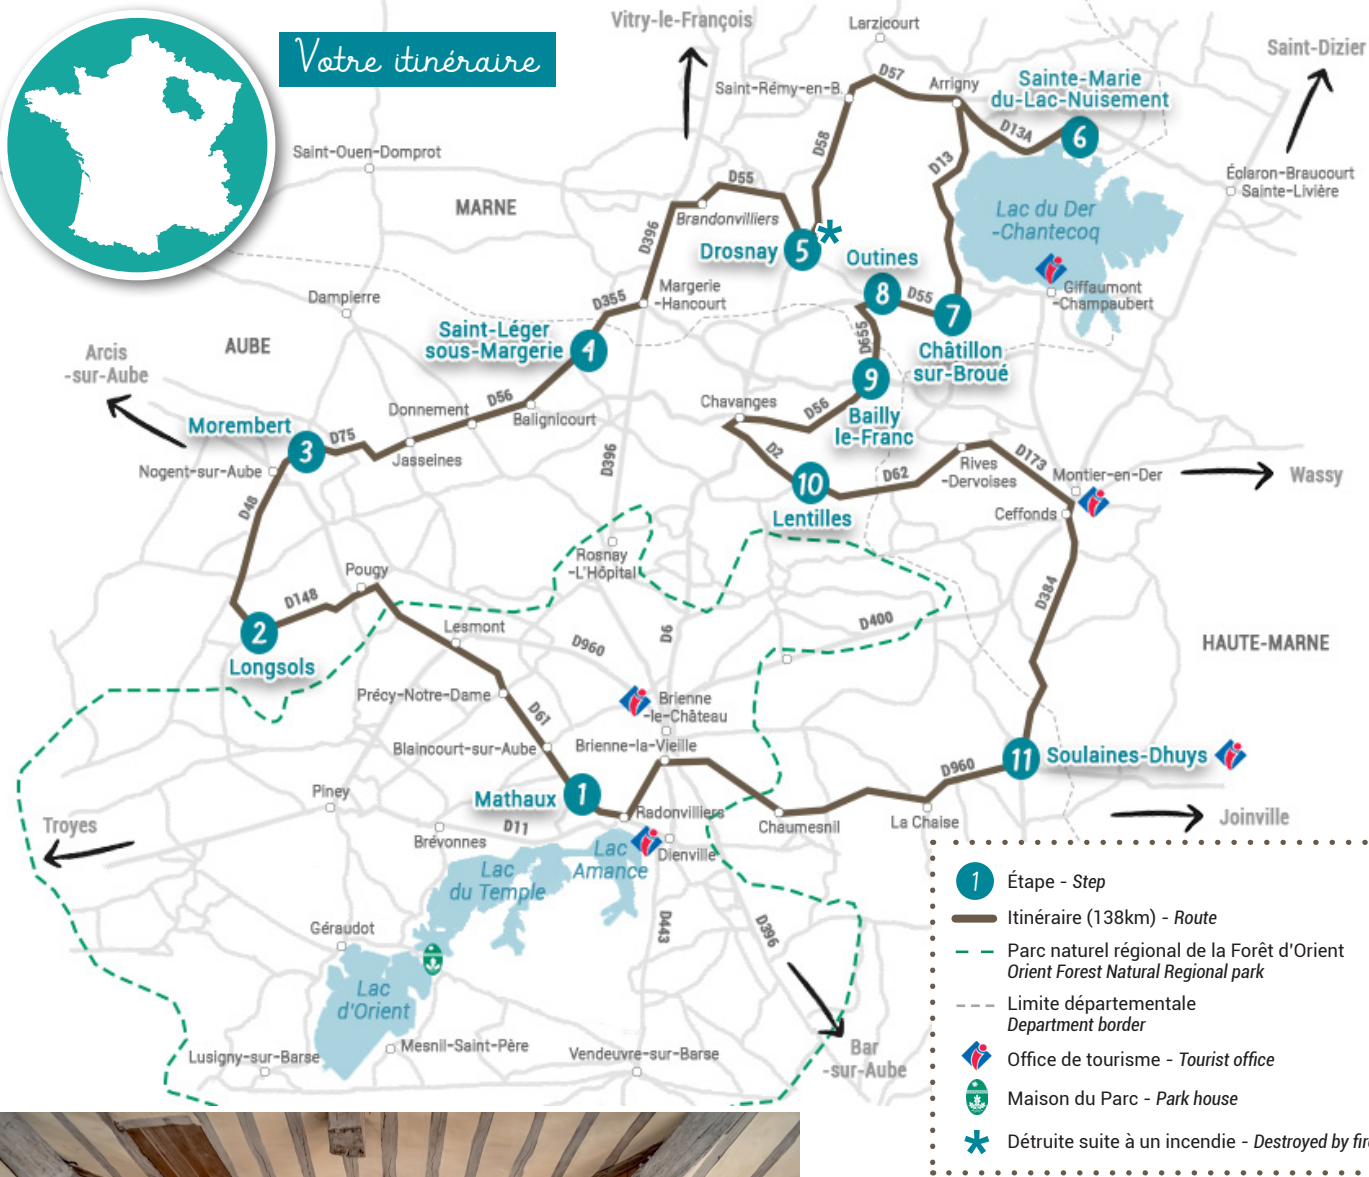 Votre itinéraire
Vitry-le-François
Larzicourt
Saint-Dizier
D57
Saint-Rémy-en-B.
Arrigny
Sainte-Marie
du-Lac-Nuisement
D13A
6
D58
D13
Saint-Ouen-Domprot
Éclaron-Braucourt
Sainte-Livière
MARNE
D55
Brandonvilliers
Lac du Der
-Chantecoq
D396
Drosnay
5
Outines
8
D55
7
Giffaumont
-Champaubert
Margerie
-Hancourt
Dampierre
D355
Saint-Léger
sous-Margerie
4
D655
Châtillon
sur-Broué
AUBE
Arcis
-sur-Aube
9
Bailly
le-Franc
Chavanges
D56
D56
Donnement
Balignicourt
Morembert
3
D75
Jasseines
Nogent-sur-Aube
D396
D2
10
Lentilles
D62
Rives
-Dervoises
D173
Montier-en-Der
Wassy
Ceffonds
D48
Rosnay
-L'Hôpital
Pougy
D148
2
Longsols
Lesmont
D960
D6
D400
D384
HAUTE-MARNE
Précy-Notre-Dame
D61
Brienne
-le-Château
Blaincourt-sur-Aube
Brienne-la-Vieille
11
Soulaines-Dhuys
D960
Piney
Mathaux
1
Radonvilliers
Chaumesnil
La Chaise
Joinville
Troyes
D11
Brévonnes
Dienville
Lac
Amance
Lac
du Temple
D443
D396
Géraudot
Lac
d'Orient
Lusigny-sur-Barse
Mesnil-Saint-Père
Vendeuvre-sur-Barse
Bar
-sur-Aube
1
Étape - Step
Itinéraire (138km) - Route
Parc naturel régional de la Forêt d'Orient
Orient Forest Natural Regional park
Limite départementale
Department border
Office de tourisme - Tourist office
Maison du Parc - Park house
Détruite suite à un incendie - Destroyed by fire